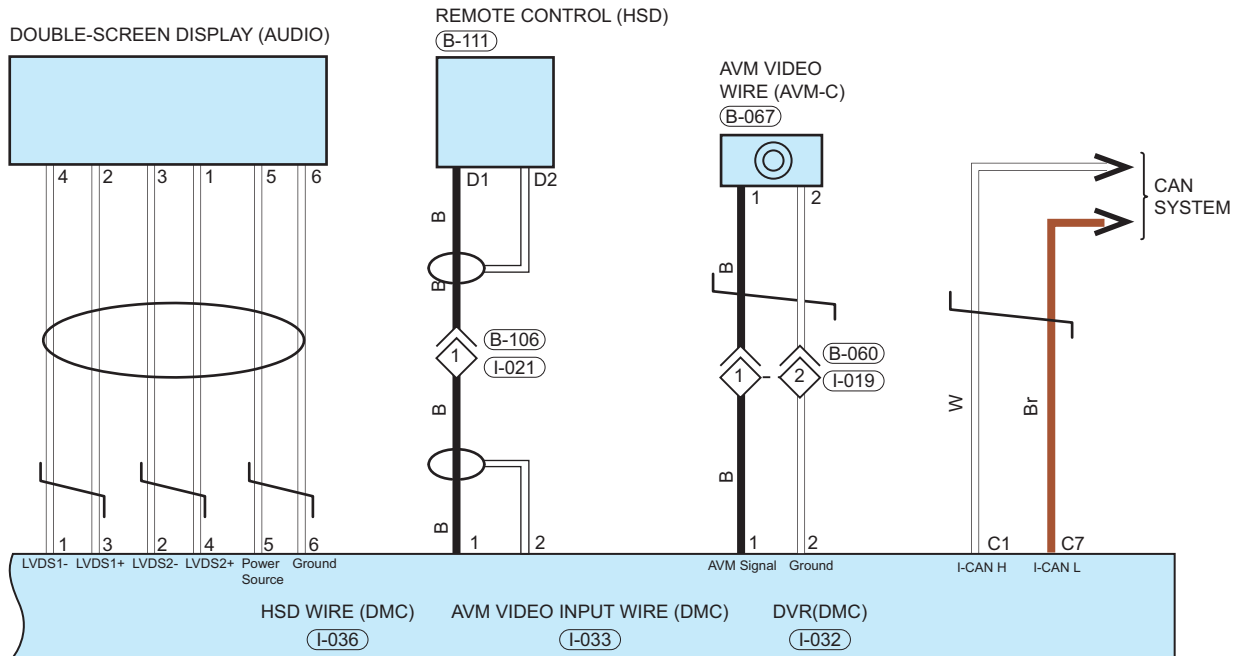 REMOTE CONTROL (HSD)
B-111
DOUBLE-SCREEN DISPLAY (AUDIO)
AVM VIDEO
WIRE (AVM-C)
B-067
4 2 3 1 5 6
D1 D2
1 2
CAN
SYSTEM
B
B
B
B-106
1
I-021
B-060
1 2
I-019
B
W
Br
B
B
1 3 2 4 5 6
1 2
1 2
C1 C7
LVDS1- LVDS1+ LVDS2- LVDS2+ Power Ground
Source
AVM Signal Ground
I-CAN H I-CAN L
HSD WIRE (DMC) AVM VIDEO INPUT WIRE (DMC) DVR(DMC)
I-036 I-033 I-032